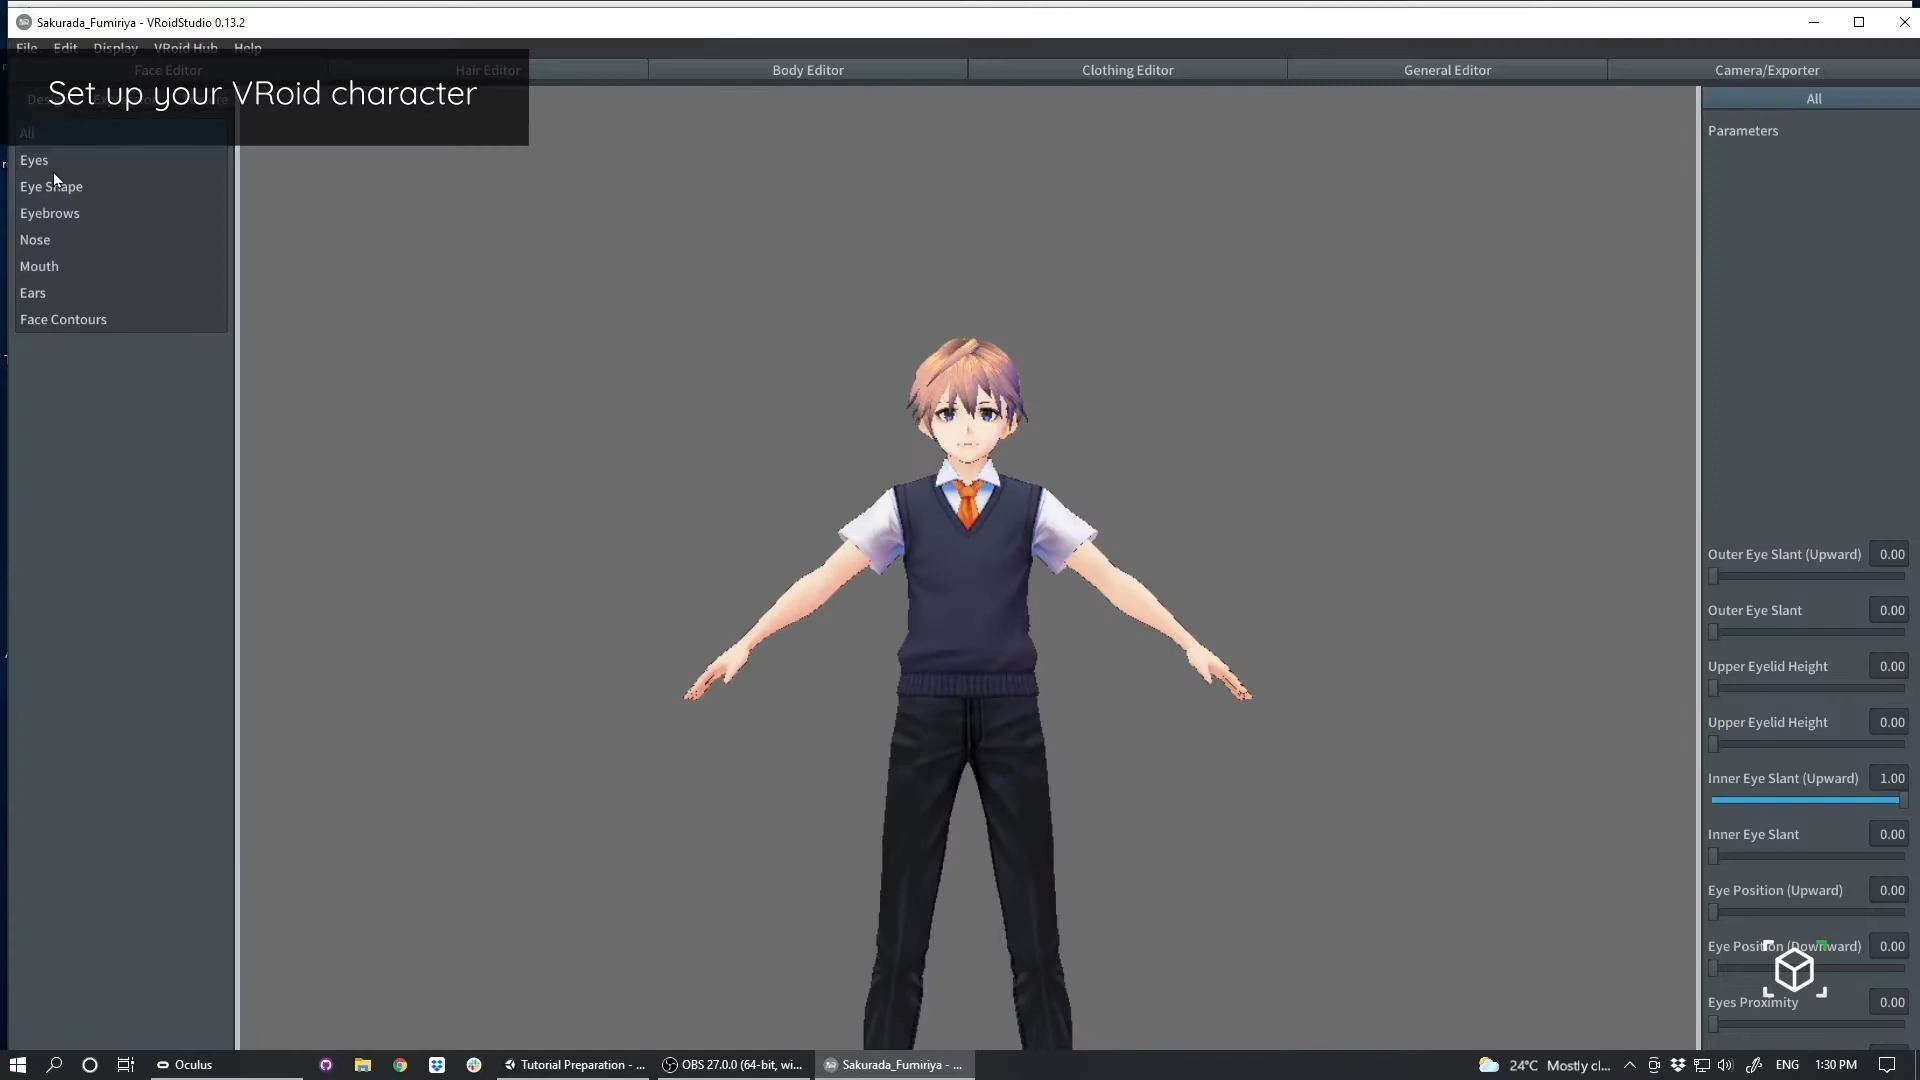 Sakurada_Fumiriya - VRoidStudio 0.13.2
File Edit Display VRoid Hub Help
Face Editor Hair Editor Body Editor Clothing Editor General Editor Camera/Exporter
Set up your VRoid character
All
Eyes
Eye Shape
Eyebrows
Nose
Mouth
Ears
Face Contours
All
Parameters
Outer Eye Slant (Upward) 0.00
Outer Eye Slant 0.00
Upper Eyelid Height 0.00
Upper Eyelid Height 0.00
Inner Eye Slant (Upward) 1.00
Inner Eye Slant 0.00
Eye Position (Upward) 0.00
Eye Position (Downward) 0.00
Eyes Proximity 0.00
Oculus
Tutorial Preparation - ...
OBS 27.0.0 (64-bit, wi...
Sakurada_Fumiriya - ...
24°C Mostly cl...
ENG
1:30 PM